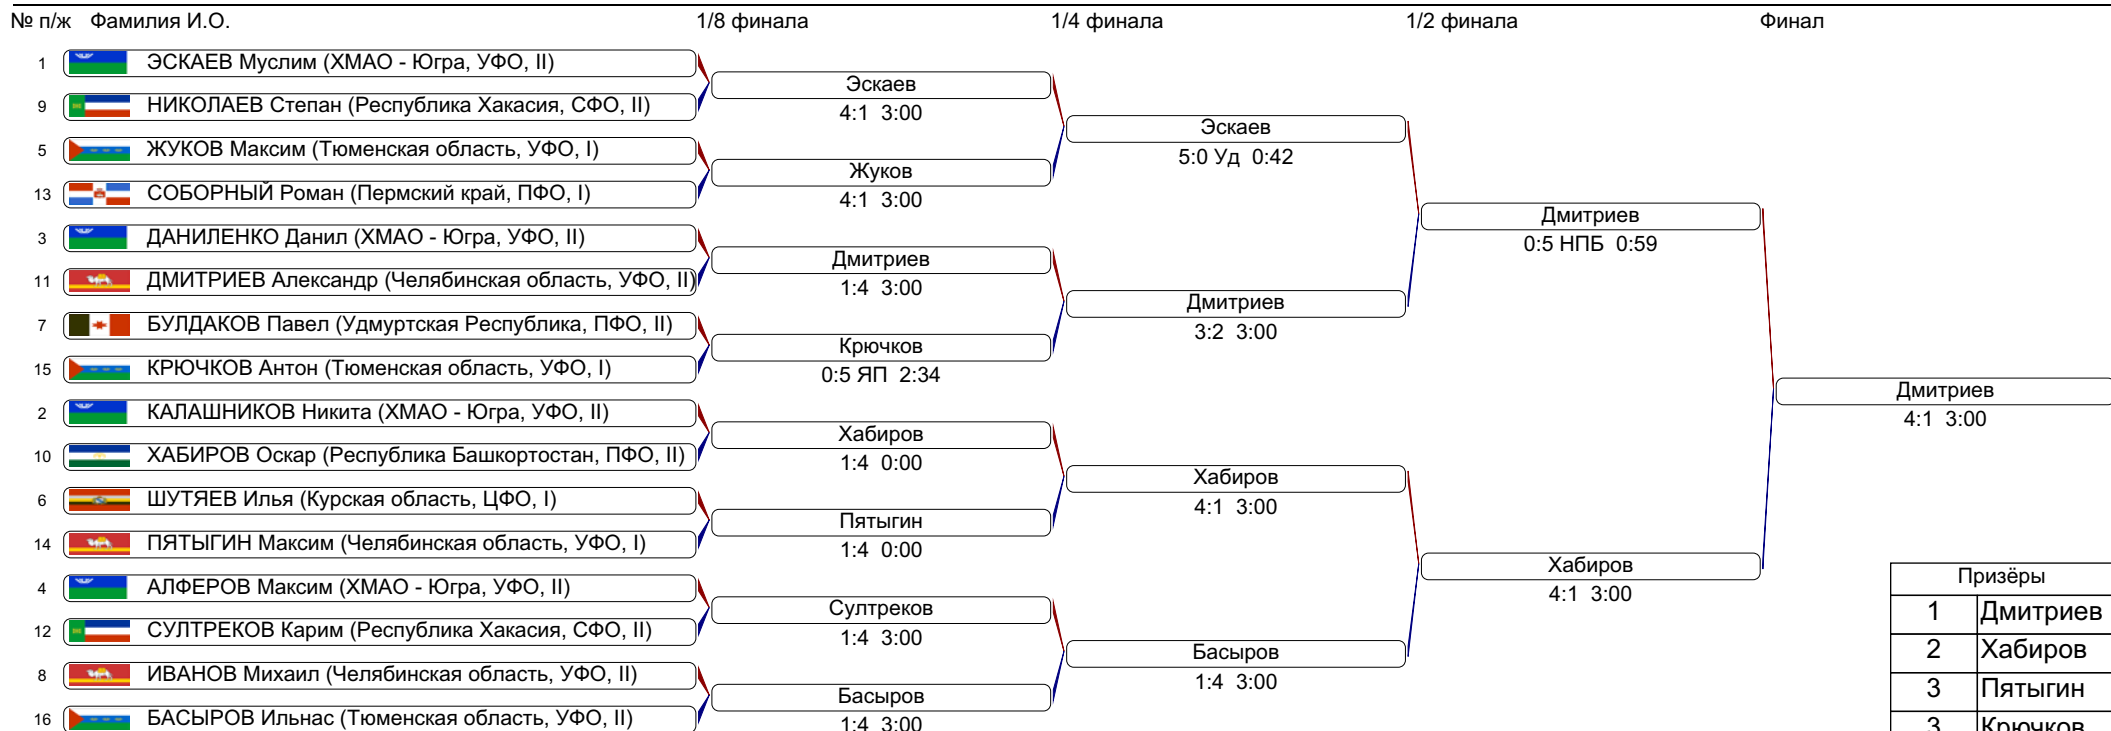 № п/ж Фамилия И.О. 1/8 финала 1/4 финала 1/2 финала Финал
1 ЭСКАЕВ Муслим (ХМАО - Югра, УФО, II)
Эскаев
4:1 3:00
9 НИКОЛАЕВ Степан (Республика Хакасия, СФО, II)
Эскаев
5:0 Уд 0:42
5 ЖУКОВ Максим (Тюменская область, УФО, I)
Жуков
4:1 3:00
13 СОБОРНЫЙ Роман (Пермский край, ПФО, I)
Дмитриев
0:5 НПБ 0:59
3 ДАНИЛЕНКО Данил (ХМАО - Югра, УФО, II)
Дмитриев
1:4 3:00
11 ДМИТРИЕВ Александр (Челябинская область, УФО, II)
Дмитриев
3:2 3:00
7 БУЛДАКОВ Павел (Удмуртская Республика, ПФО, II)
Крючков
0:5 ЯП 2:34
15 КРЮЧКОВ Антон (Тюменская область, УФО, I)
Дмитриев
4:1 3:00
2 КАЛАШНИКОВ Никита (ХМАО - Югра, УФО, II)
Хабиров
1:4 0:00
10 ХАБИРОВ Оскар (Республика Башкортостан, ПФО, II)
Хабиров
4:1 3:00
6 ШУТЯЕВ Илья (Курская область, ЦФО, I)
Пятыгин
1:4 0:00
14 ПЯТЫГИН Максим (Челябинская область, УФО, I)
Хабиров
4:1 3:00
4 АЛФЕРОВ Максим (ХМАО - Югра, УФО, II)
Султреков
1:4 3:00
12 СУЛТРЕКОВ Карим (Республика Хакасия, СФО, II)
Басыров
1:4 3:00
8 ИВАНОВ Михаил (Челябинская область, УФО, II)
Басыров
1:4 3:00
16 БАСЫРОВ Ильнас (Тюменская область, УФО, II)
Призёры
1 Дмитриев
2 Хабиров
3 Пятыгин
3 Крючков